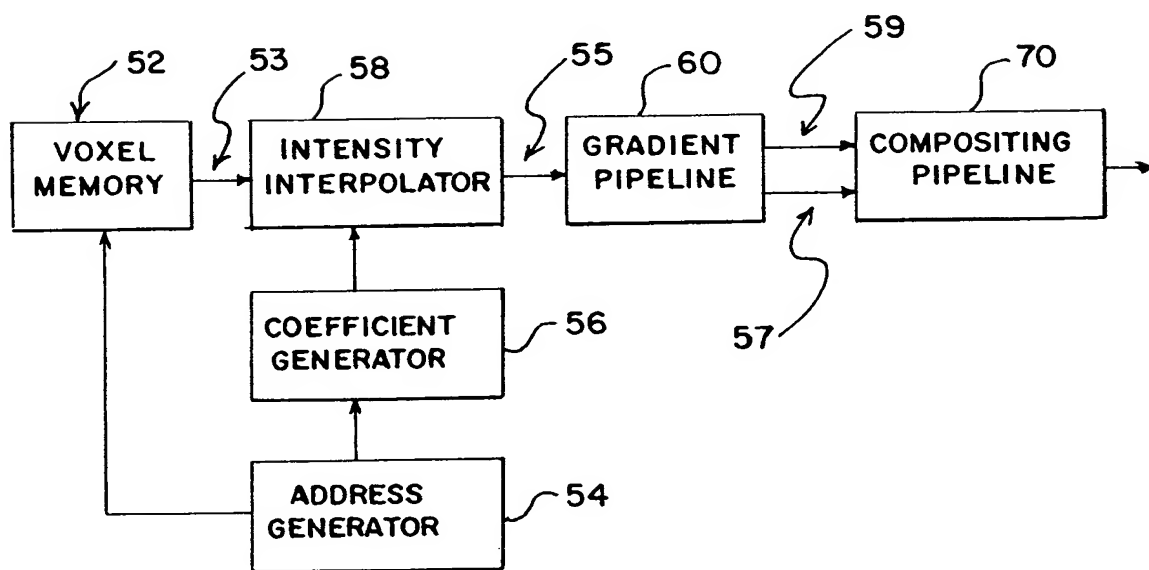 52
53
58
55
60
59
70
VOXEL
MEMORY
INTENSITY
INTERPOLATOR
GRADIENT
PIPELINE
COMPOSITING
PIPELINE
COEFFICIENT
GENERATOR
56
57
ADDRESS
GENERATOR
54